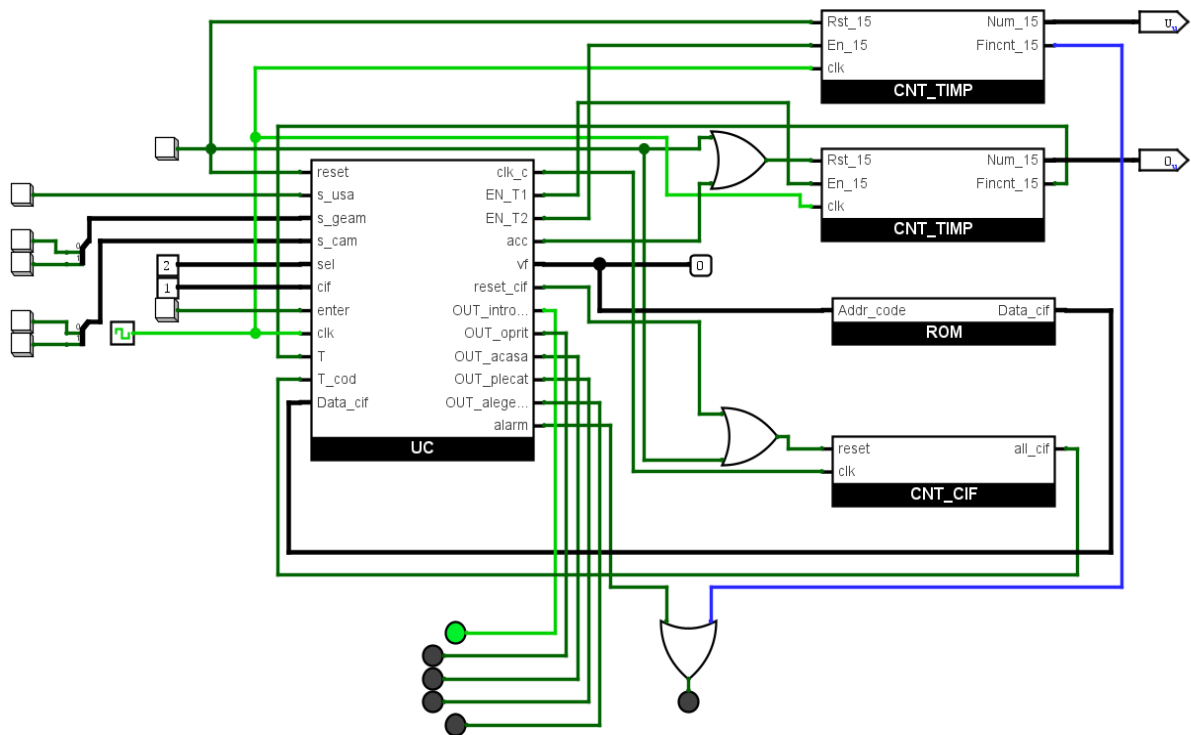 Rst_15 Num_15
En_15 Fincnt_15
clk
CNT_TIMP
Rst_15 Num_15
En_15 Fincnt_15
clk
CNT_TIMP
reset clk_c
s_usa EN_T1
s_geam EN_T2
s_cam acc
sel vf
cif reset_cif
enter OUT_intro...
clk OUT_oprit
T OUT_acasa
T_cod OUT_plecat
Data_cif OUT_alege...
alarm
UC
2
1
0
Addr_code Data_cif
ROM
reset all_cif
clk
CNT_CIF